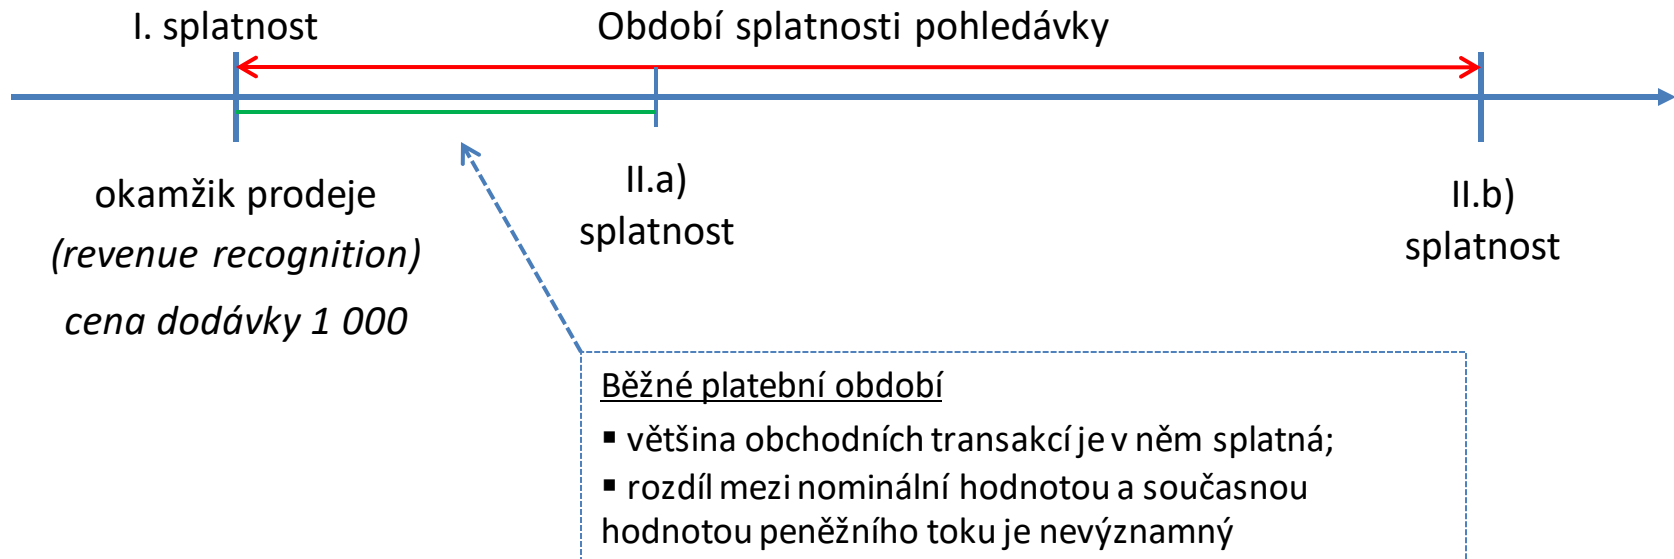 I. splatnost
Období splatnosti pohledávky
okamžik prodeje
(revenue recognition)
cena dodávky 1 000
II.a)
splatnost
II.b)
splatnost
Běžné platební období
▪ většina obchodních transakcí je v něm splatná;
▪ rozdíl mezi nominální hodnotou a současnou
hodnotou peněžního toku je nevýznamný